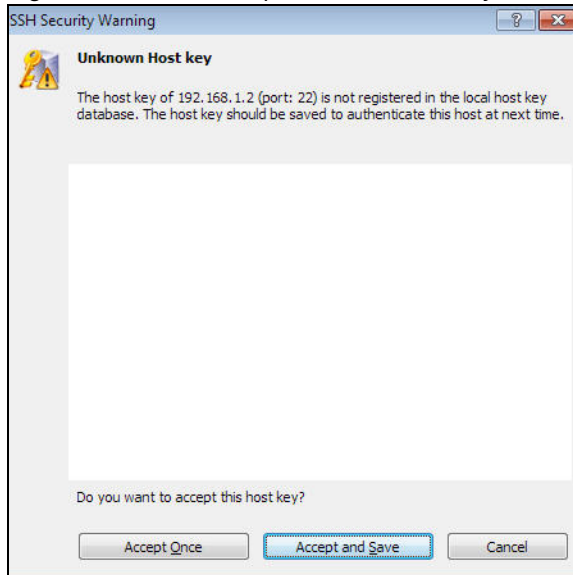 SSH Security Warning
Unknown Host key
The host key of 192.168.1.2 (port: 22) is not registered in the local host key
database. The host key should be saved to authenticate this host at next time.
Do you want to accept this host key?
Accept Once Accept and Save Cancel